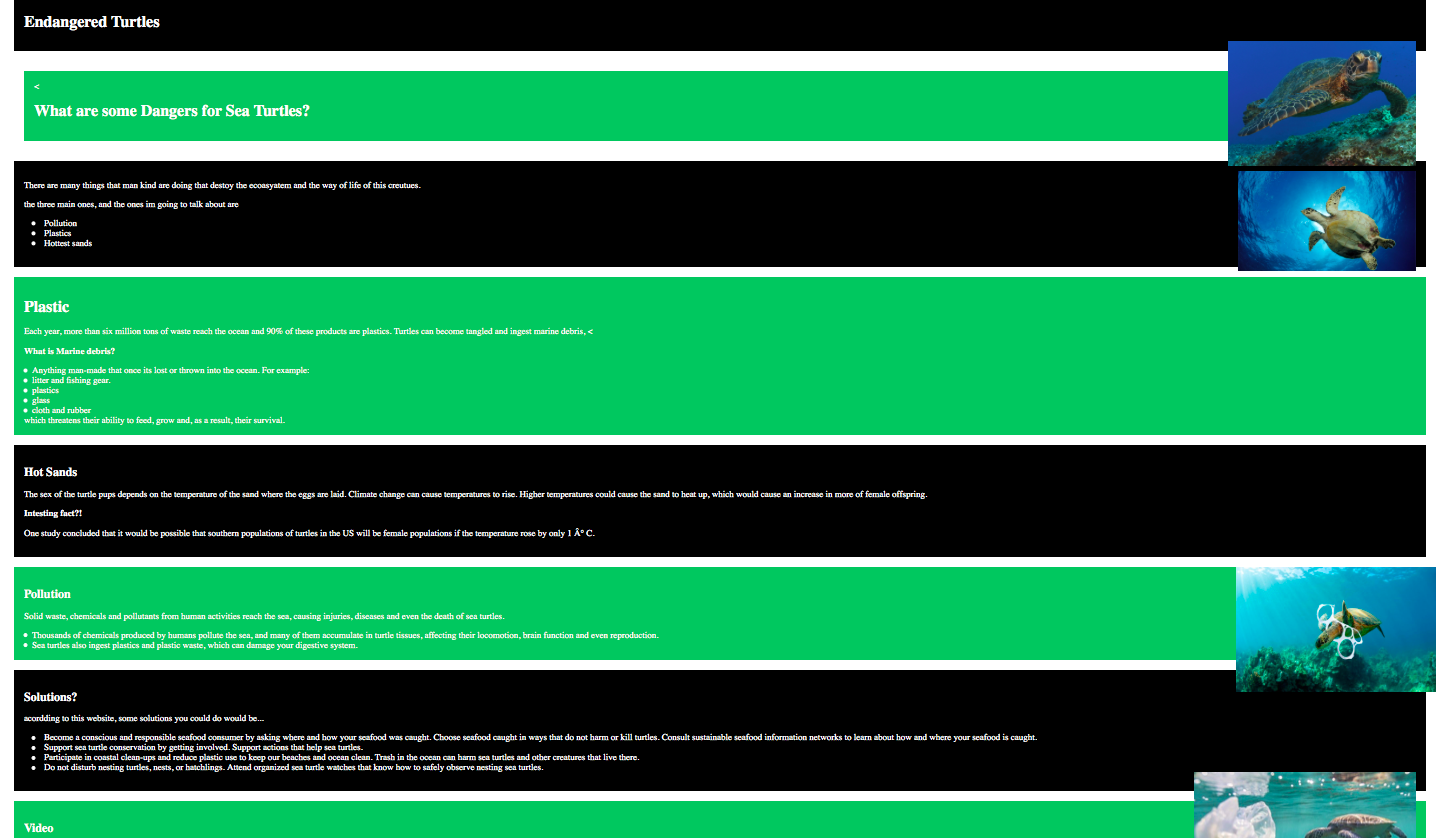 Endangered Turtles
<
What are some Dangers for Sea Turtles?
There are many things that man kind are doing that destoy the ecoasyatem and the way of life of this creutues.
the three main ones, and the ones im going to talk about are
Pollution
Plastics
Hottest sands
Plastic
Each year, more than six million tons of waste reach the ocean and 90% of these products are plastics. Turtles can become tangled and ingest marine debris, <
What is Marine debris?
Anything man-made that once its lost or thrown into the ocean. For example:
litter and fishing gear.
plastics
glass
cloth and rubber
which threatens their ability to feed, grow and, as a result, their survival.
Hot Sands
The sex of the turtle pups depends on the temperature of the sand where the eggs are laid. Climate change can cause temperatures to rise. Higher temperatures could cause the sand to heat up, which would cause an increase in more of female offspring.
Intesting fact?!
One study concluded that it would be possible that southern populations of turtles in the US will be female populations if the temperature rose by only 1 Âº C.
Pollution
Solid waste, chemicals and pollutants from human activities reach the sea, causing injuries, diseases and even the death of sea turtles.
Thousands of chemicals produced by humans pollute the sea, and many of them accumulate in turtle tissues, affecting their locomotion, brain function and even reproduction.
Sea turtles also ingest plastics and plastic waste, which can damage your digestive system.
Solutions?
acordding to this website, some solutions you could do would be...
Become a conscious and responsible seafood consumer by asking where and how your seafood was caught. Choose seafood caught in ways that do not harm or kill turtles. Consult sustainable seafood information networks to learn about how and where your seafood is caught.
Support sea turtle conservation by getting involved. Support actions that help sea turtles.
Participate in coastal clean-ups and reduce plastic use to keep our beaches and ocean clean. Trash in the ocean can harm sea turtles and other creatures that live there.
Do not disturb nesting turtles, nests, or hatchlings. Attend organized sea turtle watches that know how to safely observe nesting sea turtles.
Video